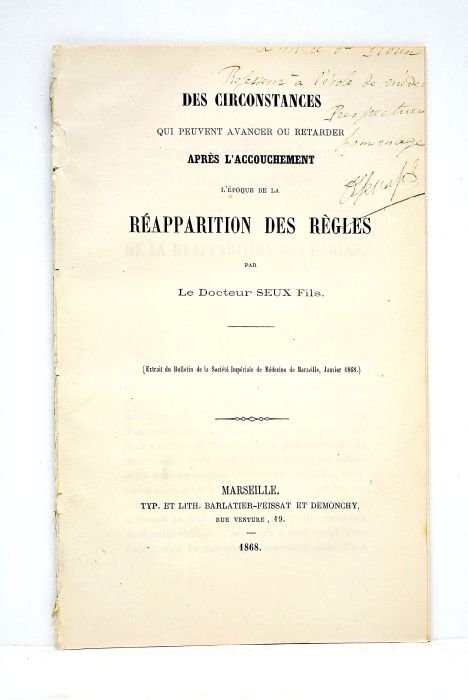 Professeur à l'école de médec
Respectueux
hommage
DES CIRCONSTANCES
QUI PEUVENT AVANCER OU RETARDER
APRÈS L'ACCOUCHEMENT
L'ÉPOQUE DE LA
RÉAPPARITION DES RÈGLES
PAR
Le Docteur SEUX Fils.
(Extrait du Bulletin de la Société Impériale de Médecine de Marseille, Janvier 1868.)
MARSEILLE.
TYP. ET LITH. BARLATIER-FEISSAT ET DEMONCHY,
RUE VENTURE, 19.
1868.